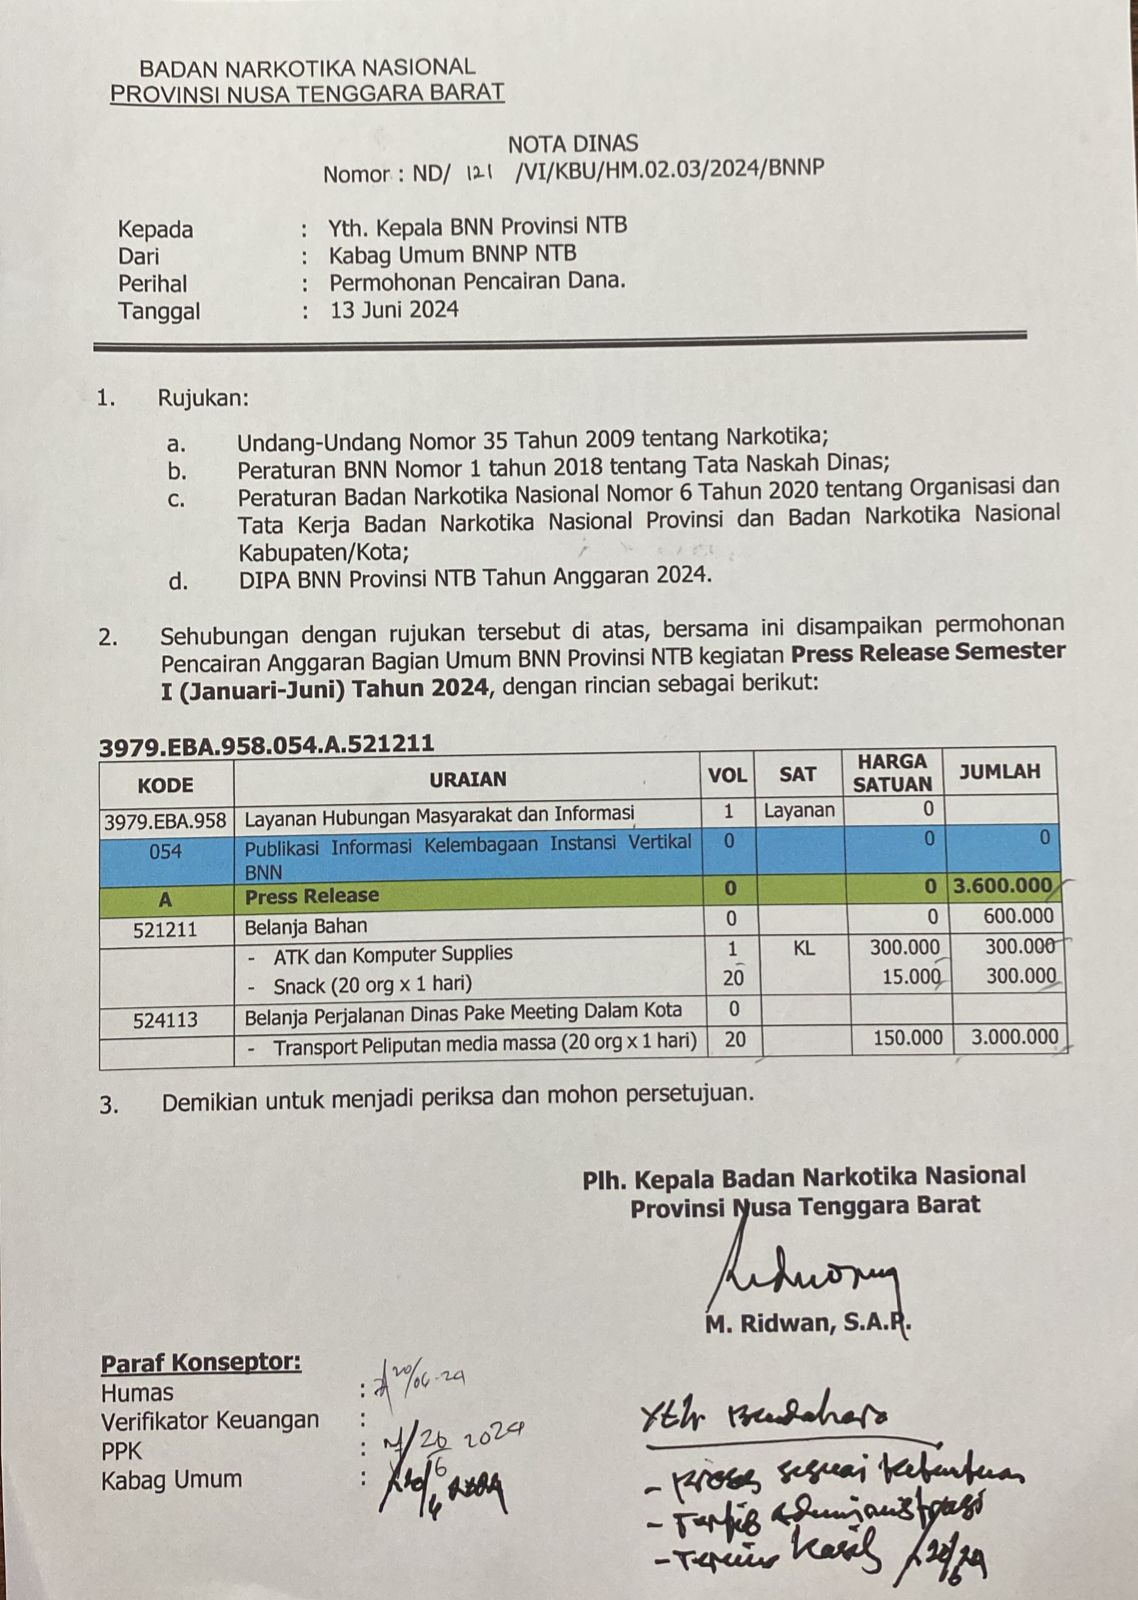 BADAN NARKOTIKA NASIONAL
PROVINSI NUSA TENGGARA BARAT
NOTA DINAS
Nomor : ND/ 121 /VI/KBU/HM.02.03/2024/BNNP
Kepada : Yth. Kepala BNN Provinsi NTB
Dari : Kabag Umum BNNP NTB
Perihal : Permohonan Pencairan Dana.
Tanggal : 13 Juni 2024
1. Rujukan:
a. Undang-Undang Nomor 35 Tahun 2009 tentang Narkotika;
b. Peraturan BNN Nomor 1 tahun 2018 tentang Tata Naskah Dinas;
c. Peraturan Badan Narkotika Nasional Nomor 6 Tahun 2020 tentang Organisasi dan
Tata Kerja Badan Narkotika Nasional Provinsi dan Badan Narkotika Nasional
Kabupaten/Kota;
d. DIPA BNN Provinsi NTB Tahun Anggaran 2024.
2. Sehubungan dengan rujukan tersebut di atas, bersama ini disampaikan permohonan
Pencairan Anggaran Bagian Umum BNN Provinsi NTB kegiatan Press Release Semester
I (Januari-Juni) Tahun 2024, dengan rincian sebagai berikut:
3979.EBA.958.054.A.521211
KODE URAIAN VOL SAT HARGA SATUAN JUMLAH
3979.EBA.958 Layanan Hubungan Masyarakat dan Informasi 1 Layanan 0
054 Publikasi Informasi Kelembagaan Instansi Vertikal 0 0 0
BNN
A Press Release 0 0 3.600.000
521211 Belanja Bahan 0 0 600.000
- ATK dan Komputer Supplies 1 KL 300.000 300.000
- Snack (20 org x 1 hari) 20 15.000 300.000
524113 Belanja Perjalanan Dinas Pake Meeting Dalam Kota 0
- Transport Peliputan media massa (20 org x 1 hari) 20 150.000 3.000.000
3. Demikian untuk menjadi periksa dan mohon persetujuan.
Plh. Kepala Badan Narkotika Nasional
Provinsi Nusa Tenggara Barat
M. Ridwan, S.A.P.
Paraf Konseptor:
Humas : 20/06-24
Verifikator Keuangan :
PPK : 20/6 2024
Kabag Umum : 20/6 2024
Yth Bendahara
- Proses sesuai ketentuan
- Tertib administrasi
- Terima kasih 20/6 24